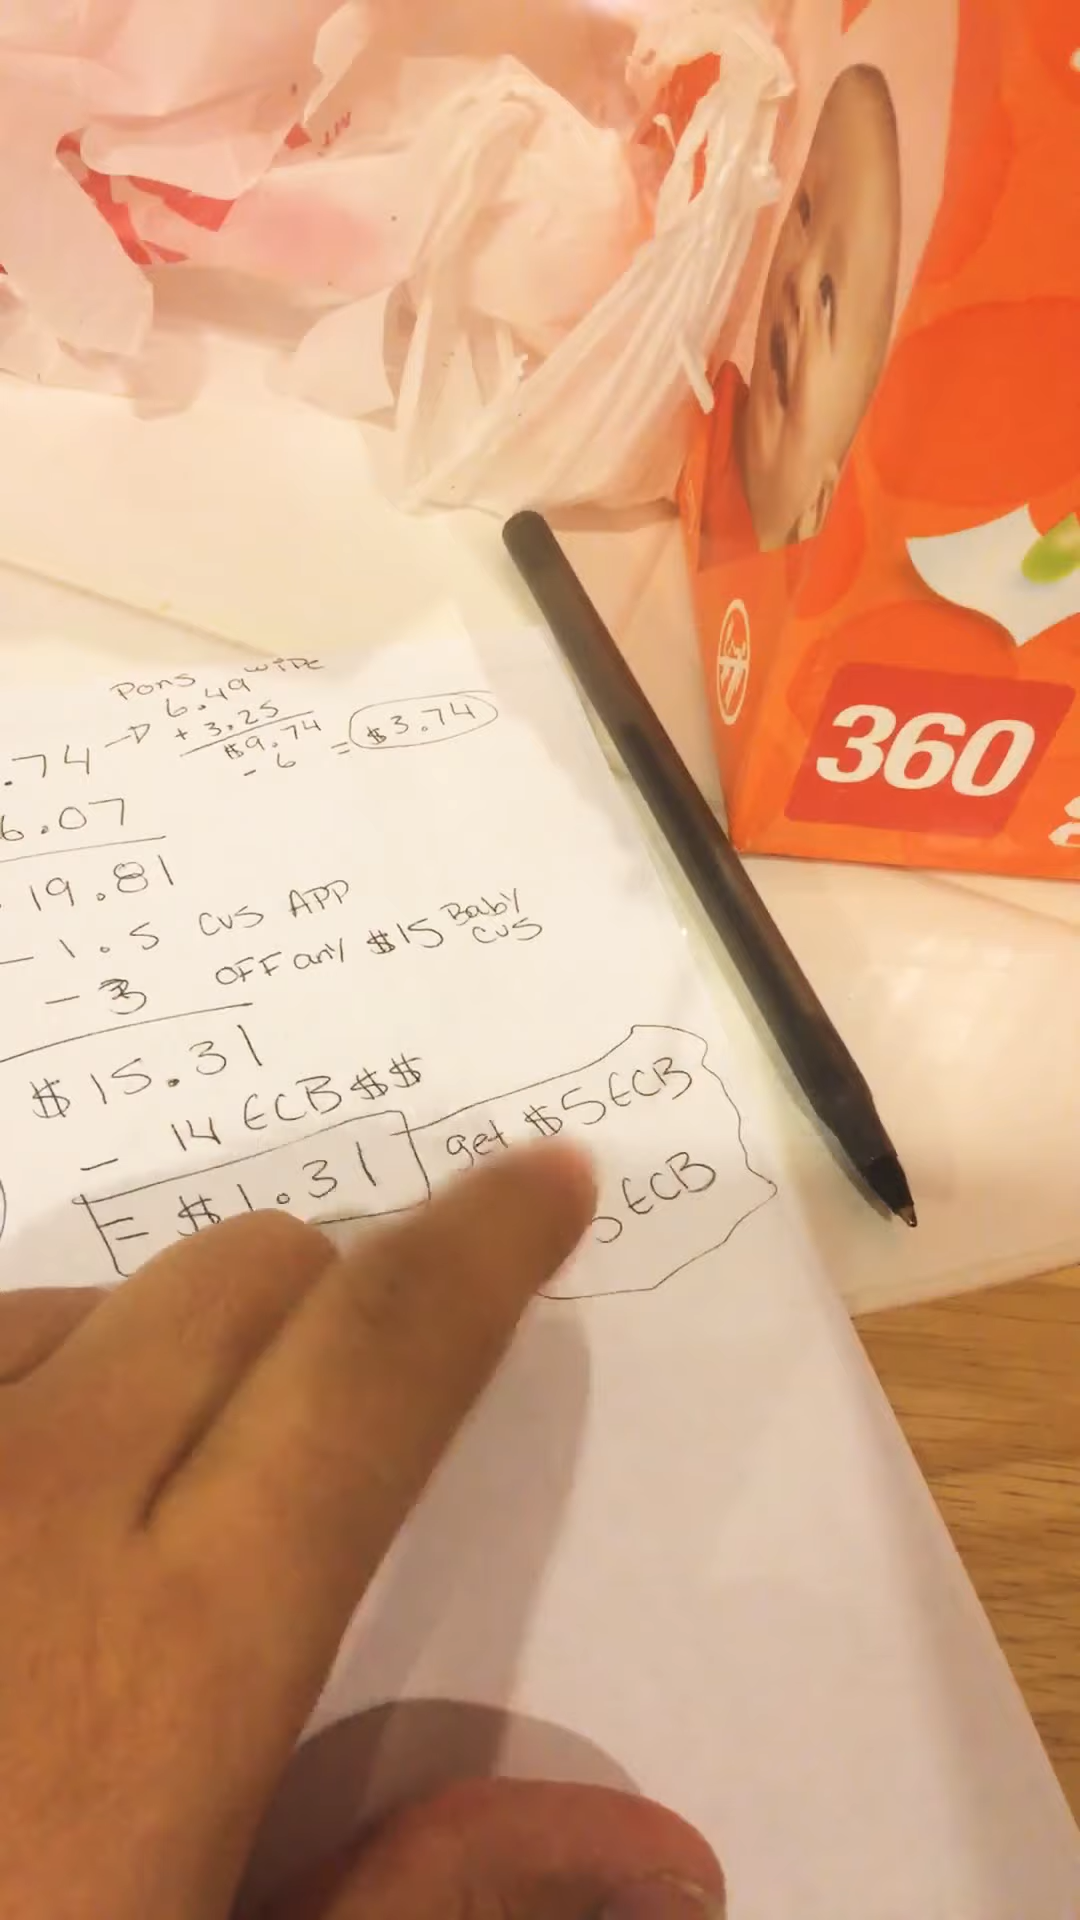 Pons wipe
6.49
+ 3.25
$9.74 = $3.74
- 6
.74
6.07
19.81
- 1.5 CVS APP
- 3 OFF any $15 Baby CVS
$15.31
- 14 ECB$$
= $1.31
get $5 ECB
ECB
360